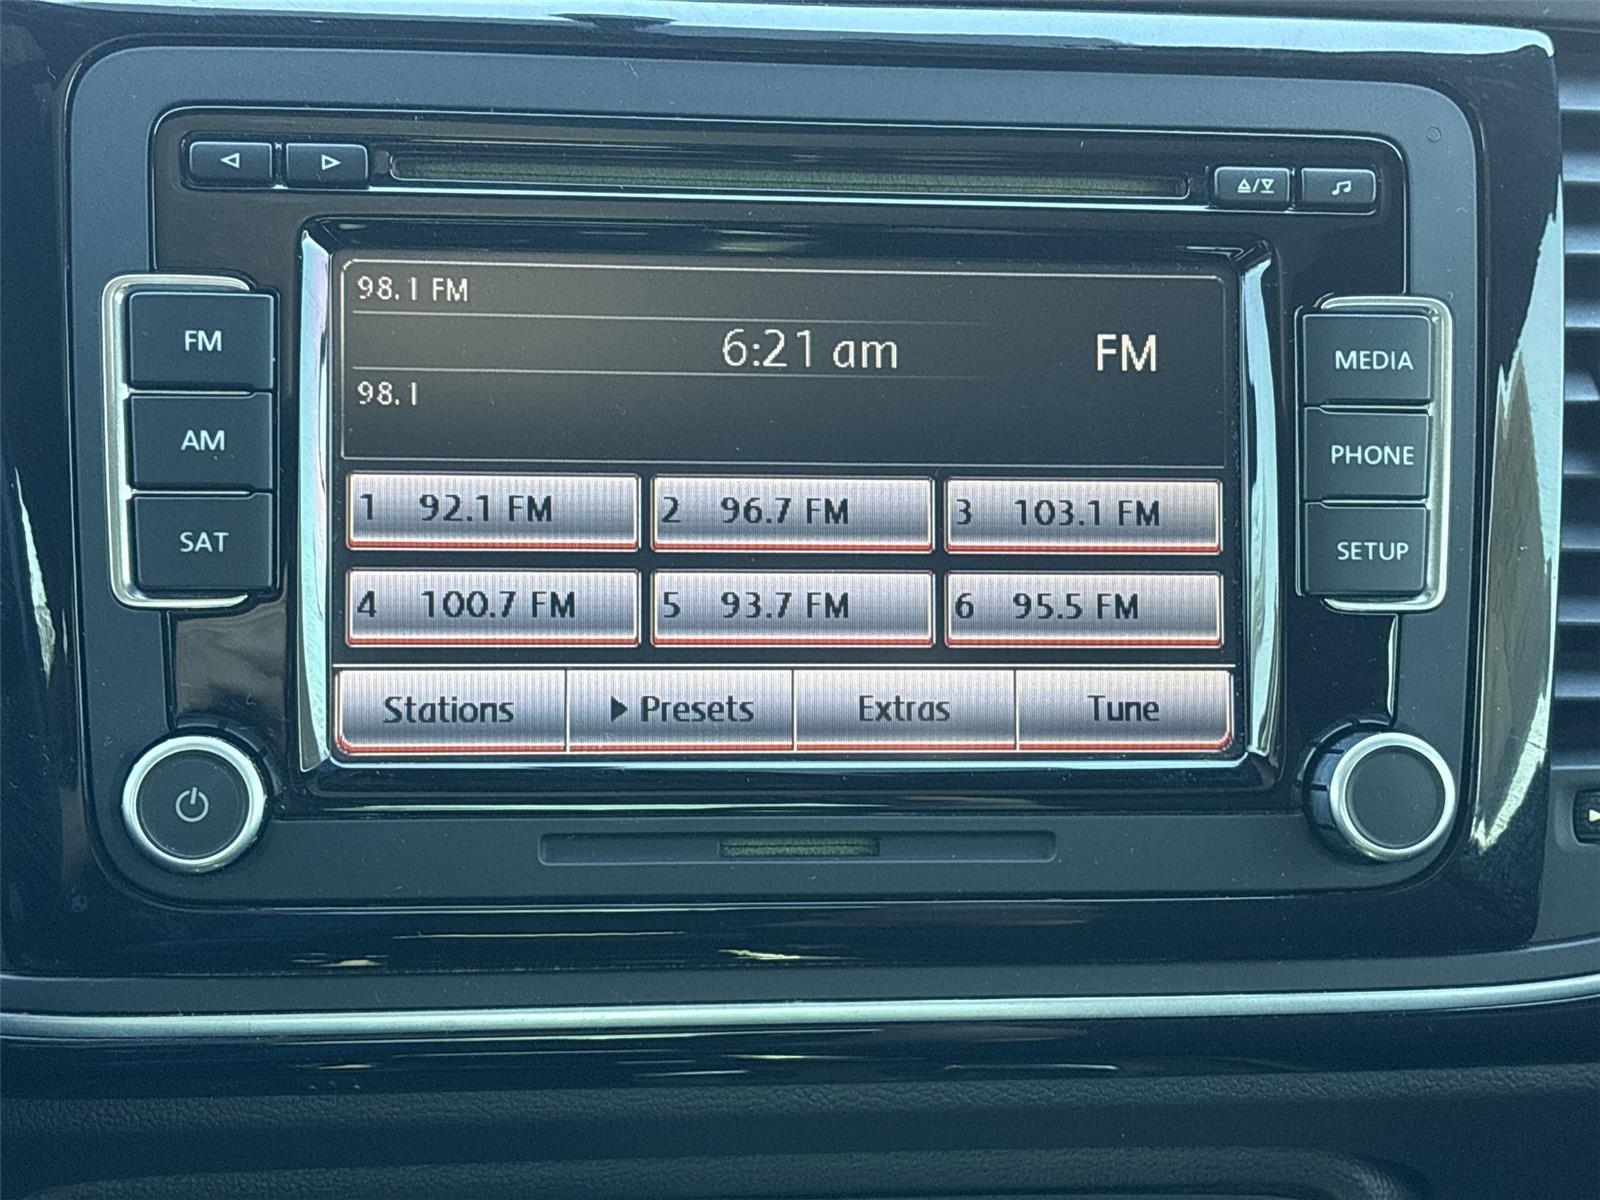 98.1 FM
6:21 am
FM
98.1
1 92.1 FM
2 96.7 FM
3 103.1 FM
4 100.7 FM
5 93.7 FM
6 95.5 FM
Stations
Presets
Extras
Tune
FM
AM
SAT
MEDIA
PHONE
SETUP